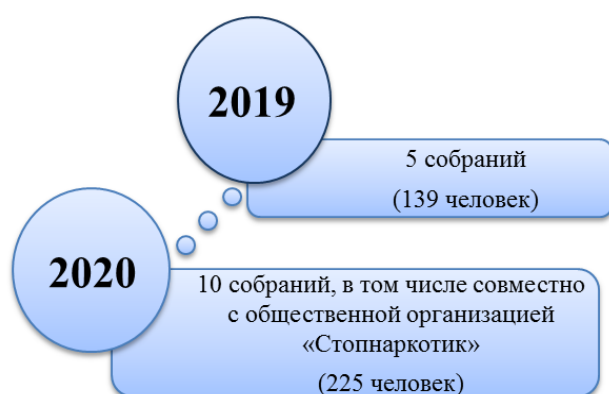 2019
5 собраний
(139 человек)
2020
10 собраний, в том числе совместно
с общественной организацией
«Стопнаркотик»
(225 человек)